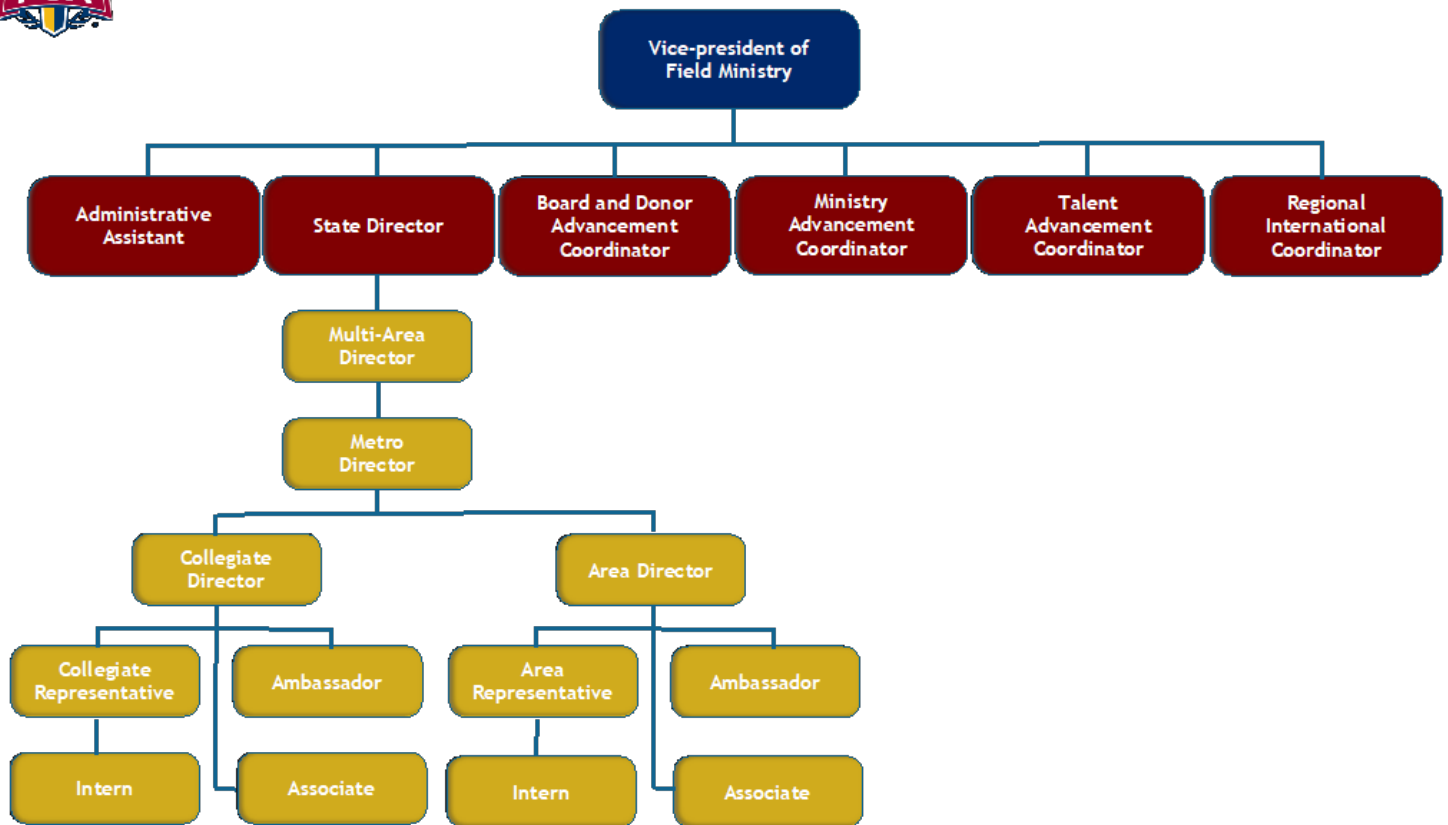 Vice-president of
Field Ministry
Administrative
Assistant
State Director
Board and Donor
Advancement
Coordinator
Ministry
Advancement
Coordinator
Talent
Advancement
Coordinator
Regional
International
Coordinator
Multi-Area
Director
Metro
Director
Collegiate
Director
Area Director
Collegiate
Representative
Ambassador
Area
Representative
Ambassador
Intern
Associate
Intern
Associate